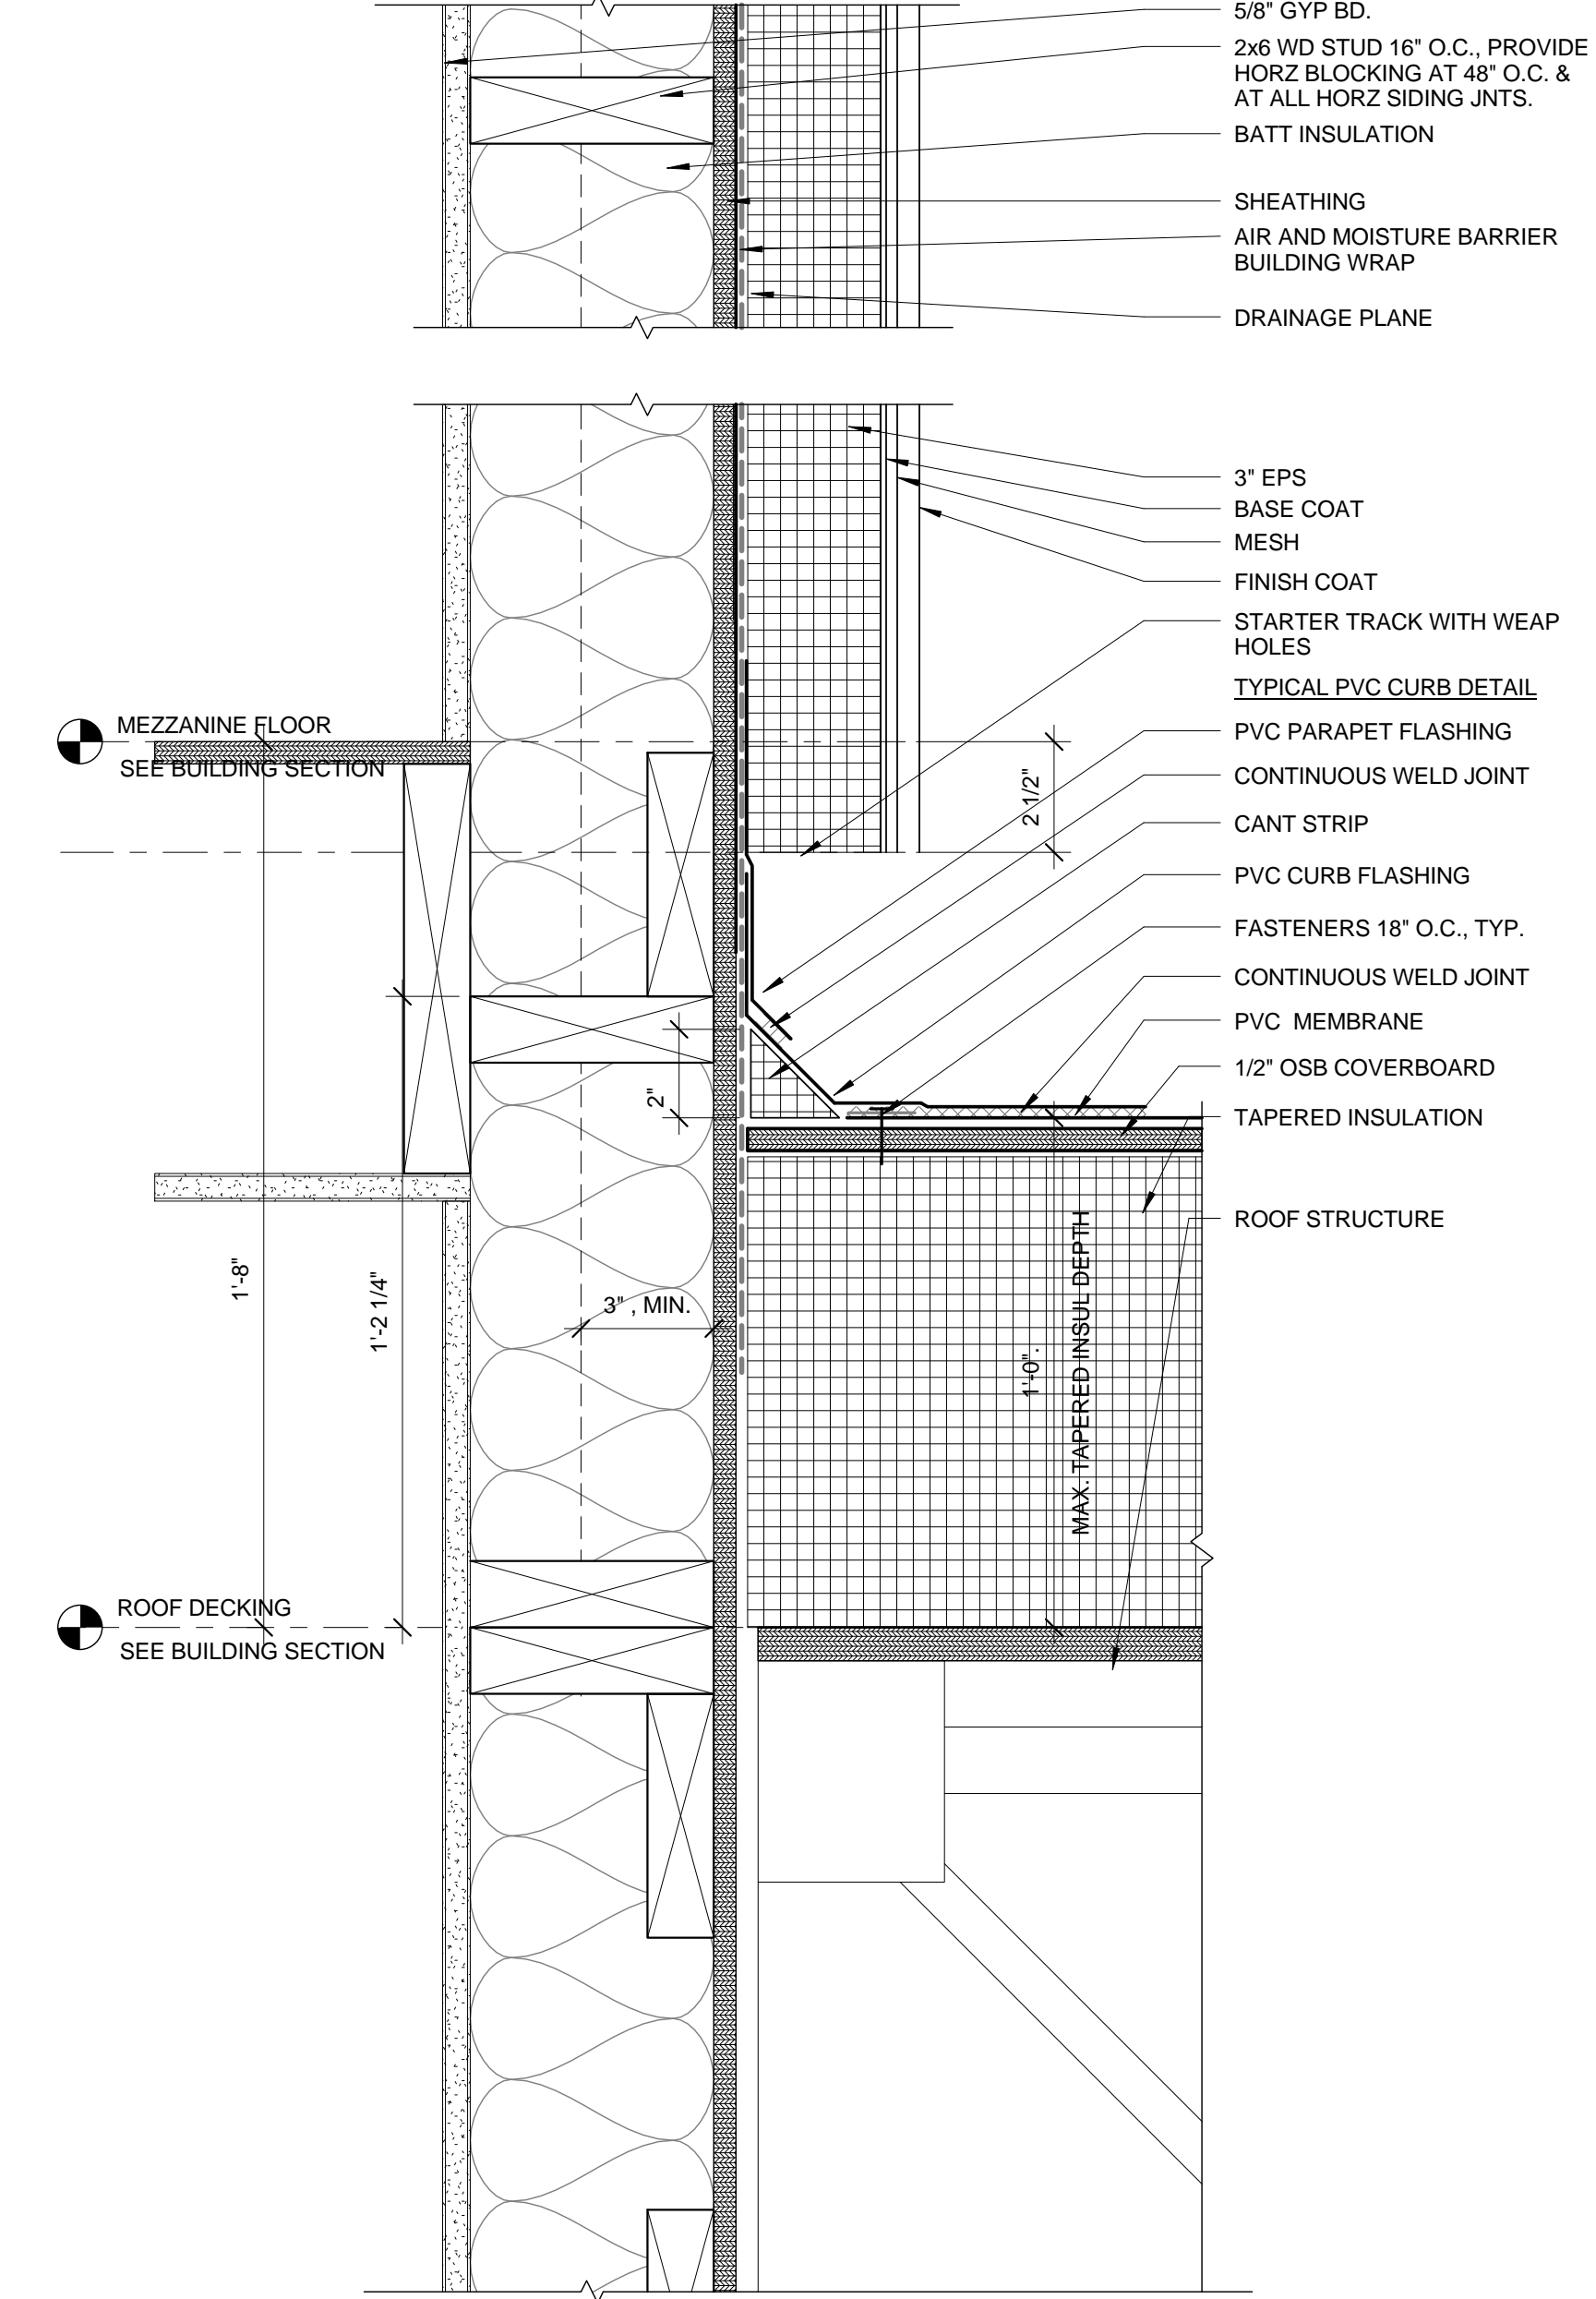 5/8" GYP BD.
2x6 WD STUD 16" O.C., PROVIDE
HORZ BLOCKING AT 48" O.C. &
AT ALL HORZ SIDING JNTS.
BATT INSULATION
SHEATHING
AIR AND MOISTURE BARRIER
BUILDING WRAP
DRAINAGE PLANE
3" EPS
BASE COAT
MESH
FINISH COAT
STARTER TRACK WITH WEAP
HOLES
TYPICAL PVC CURB DETAIL
PVC PARAPET FLASHING
CONTINUOUS WELD JOINT
CANT STRIP
PVC CURB FLASHING
FASTENERS 18" O.C., TYP.
CONTINUOUS WELD JOINT
PVC  MEMBRANE
1/2" OSB COVERBOARD
TAPERED INSULATION
ROOF STRUCTURE
MEZZANINE FLOOR
SEE BUILDING SECTION
2 1/2"
2"
1'-8"
1'-2 1/4"
3" , MIN.
1'-0".
MAX. TAPERED INSUL DEPTH
ROOF DECKING
SEE BUILDING SECTION